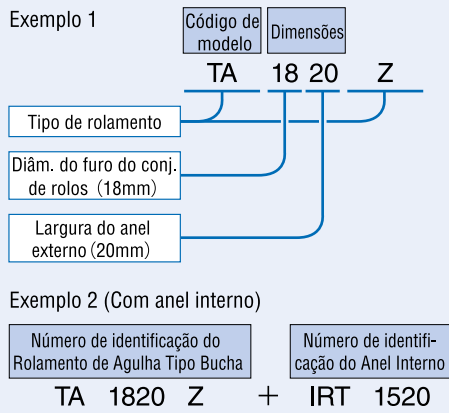 Exemplo 1
Código de
modelo
Dimensões
TA 18 20 Z
Tipo de rolamento
Diâm. do furo do conj.
de rolos (18mm)
Largura do anel
externo (20mm)
Exemplo 2 (Com anel interno)
Número de identificação do
Rolamento de Agulha Tipo Bucha
Número de identifi-
cação do Anel Interno
TA 1820 Z + IRT 1520